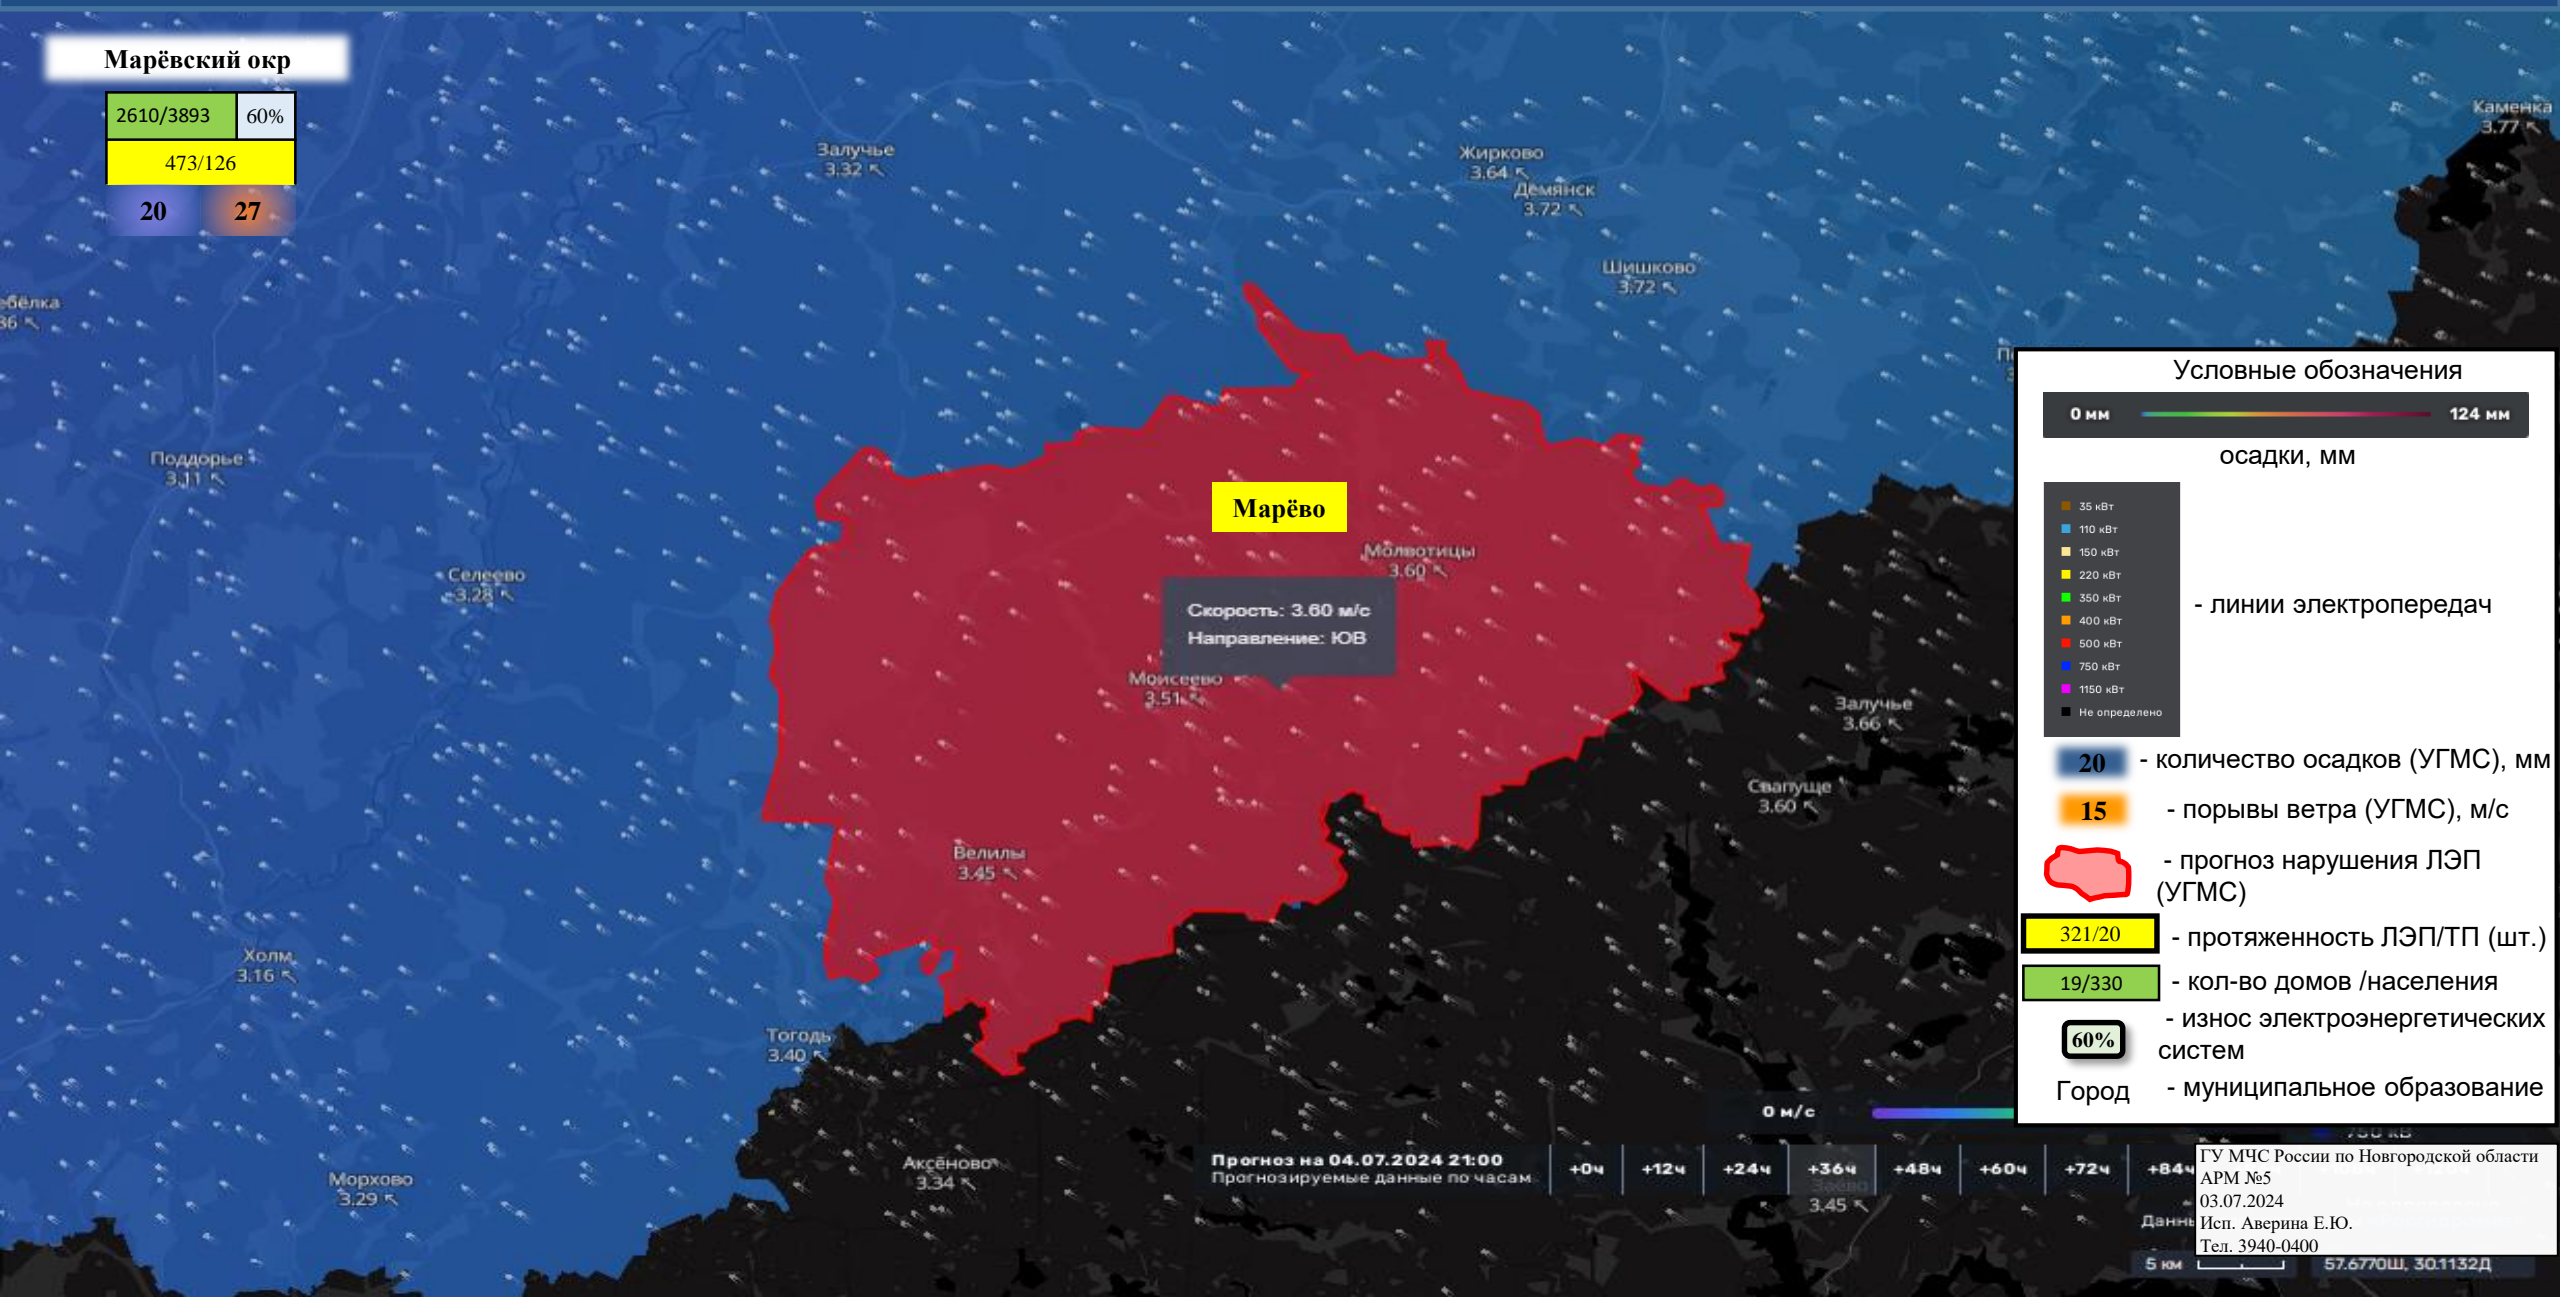 Марёвский окр
2610/3893 60%
473/126
20 27
Каменка
3.77
Залучье
3.32
Жирково
3.64
Демянск
3.72
Шишково
3.72
Поддорье
3.11
Селеево
3.28
Марёво
Молвотицы
3.60
Скорость: 3.60 м/с
Направление: ЮВ
Моисеево
3.51
Залучье
3.66
Свапуще
3.60
Велилы
3.45
Холм
3.16
Тогодь
3.40
Аксёново
3.34
Морхово
3.29
Условные обозначения
0 мм 124 мм
осадки, мм
35 кВт
110 кВт
150 кВт
220 кВт
350 кВт
400 кВт
500 кВт
750 кВт
1150 кВт
Не определено
- линии электропередач
20 - количество осадков (УГМС), мм
15 - порывы ветра (УГМС), м/с
- прогноз нарушения ЛЭП
(УГМС)
321/20 - протяженность ЛЭП/ТП (шт.)
19/330 - кол-во домов /населения
60% - износ электроэнергетических
систем
Город - муниципальное образование
0 м/с
Прогноз на 04.07.2024 21:00
Прогнозируемые данные по часам
+0ч +12ч +24ч +36ч +48ч +60ч +72ч +84ч
3.45
ГУ МЧС России по Новгородской области
АРМ №5
03.07.2024
Исп. Аверина Е.Ю.
Тел. 3940-0400
5 км 57.6770Ш, 30.1132Д